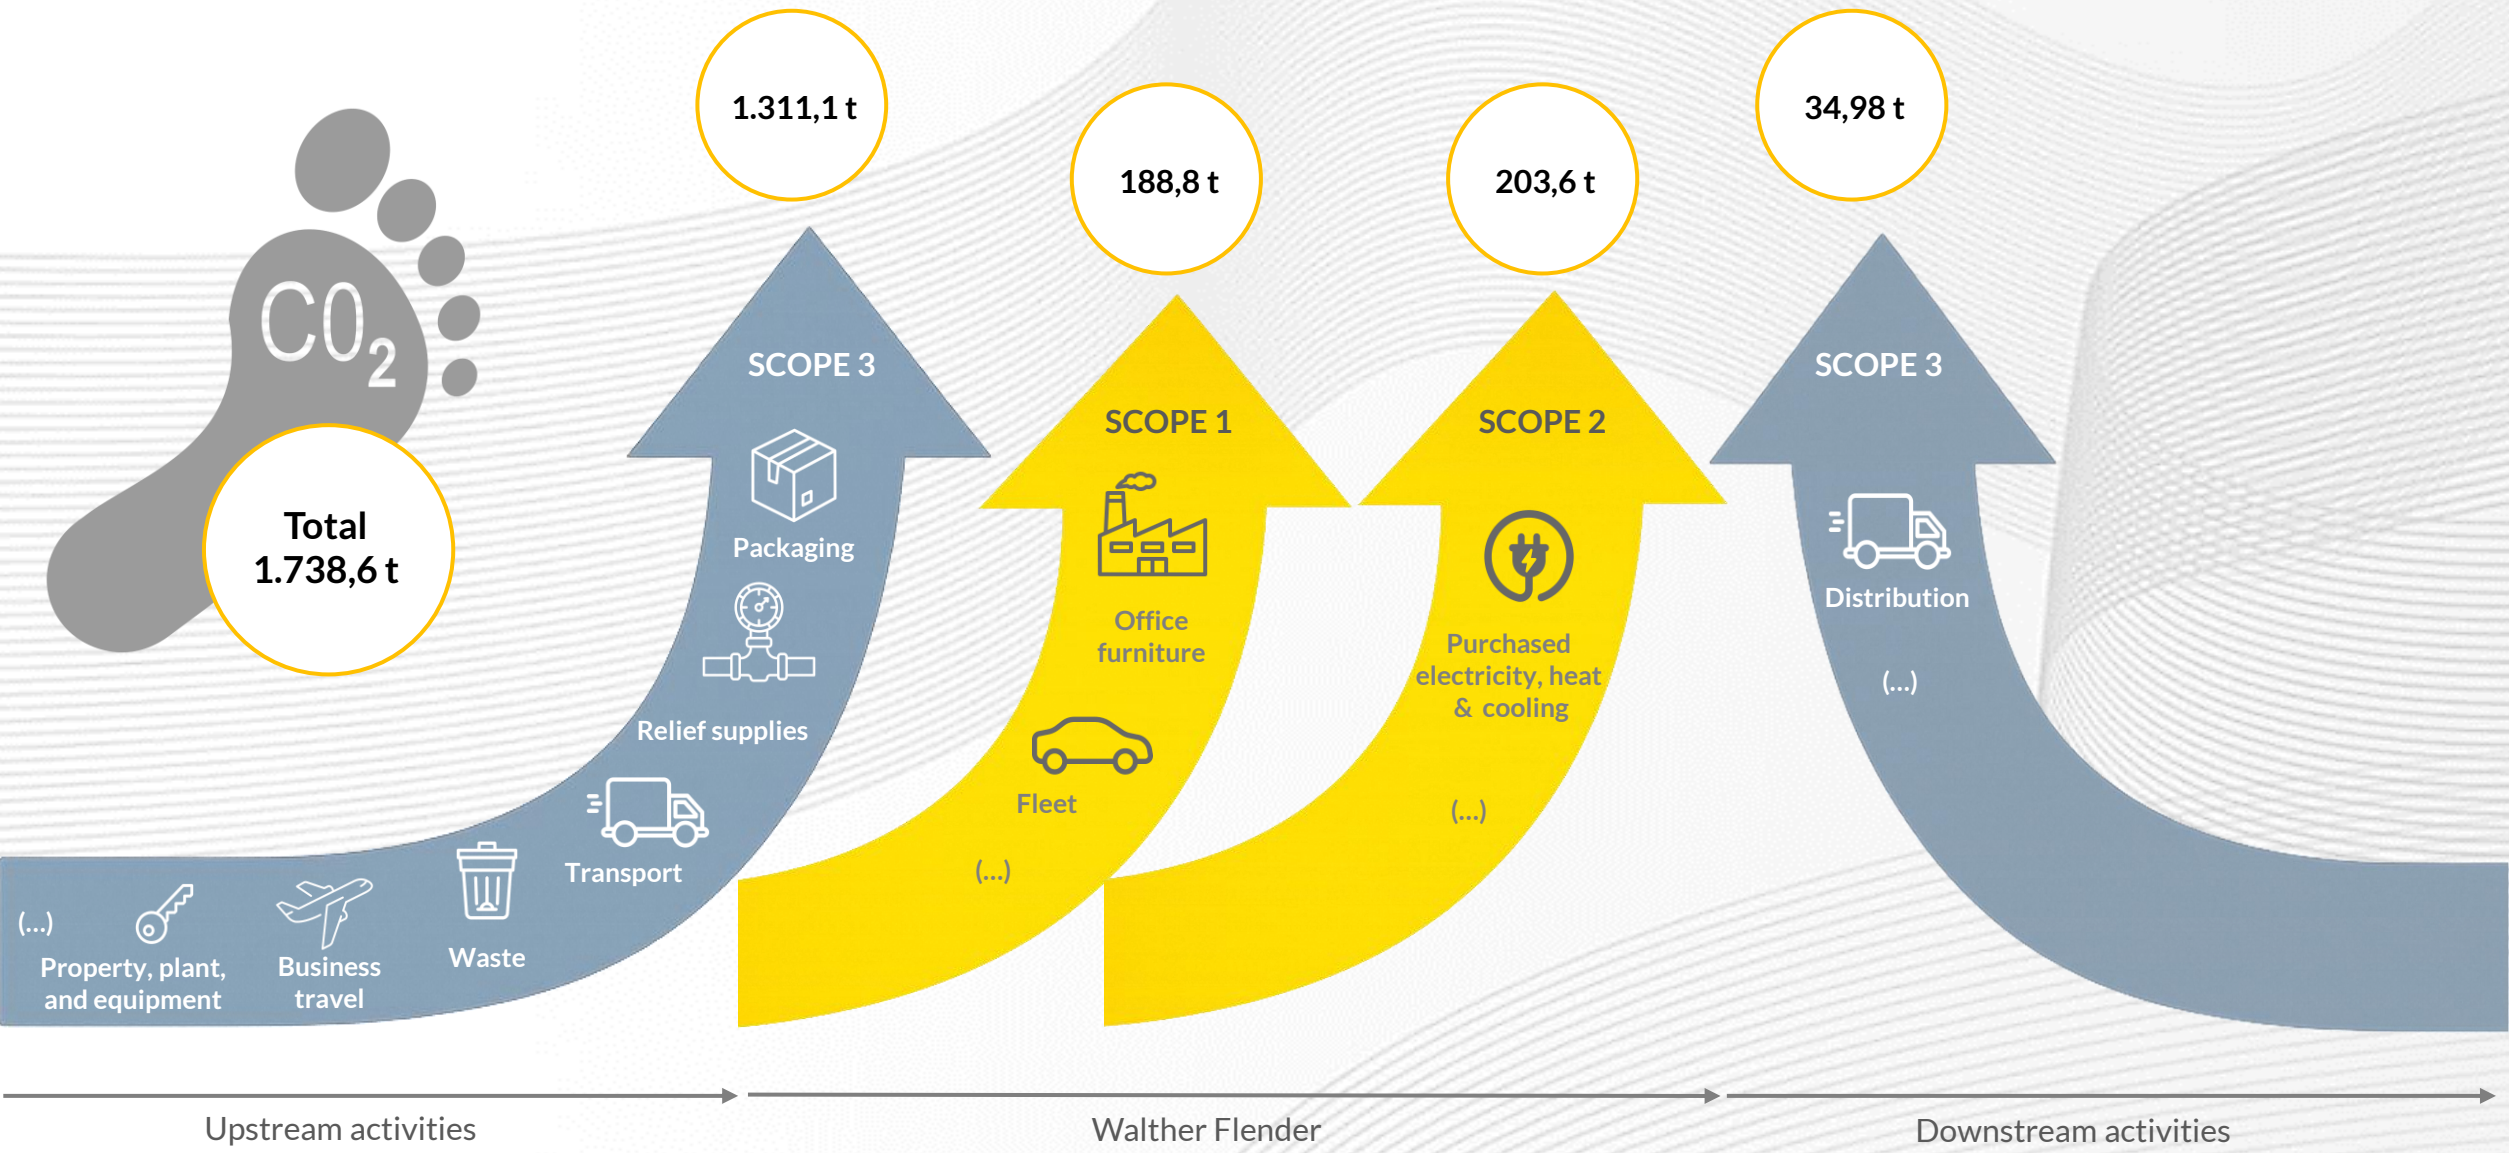 CO2
Total
1.738,6 t
1.311,1 t
SCOPE 3
Packaging
Relief supplies
Transport
Waste
Business
travel
Property, plant,
and equipment
(...)
188,8 t
SCOPE 1
Office
furniture
Fleet
(...)
203,6 t
SCOPE 2
Purchased
electricity, heat
& cooling
(...)
34,98 t
SCOPE 3
Distribution
(...)
Upstream activities
Walther Flender
Downstream activities